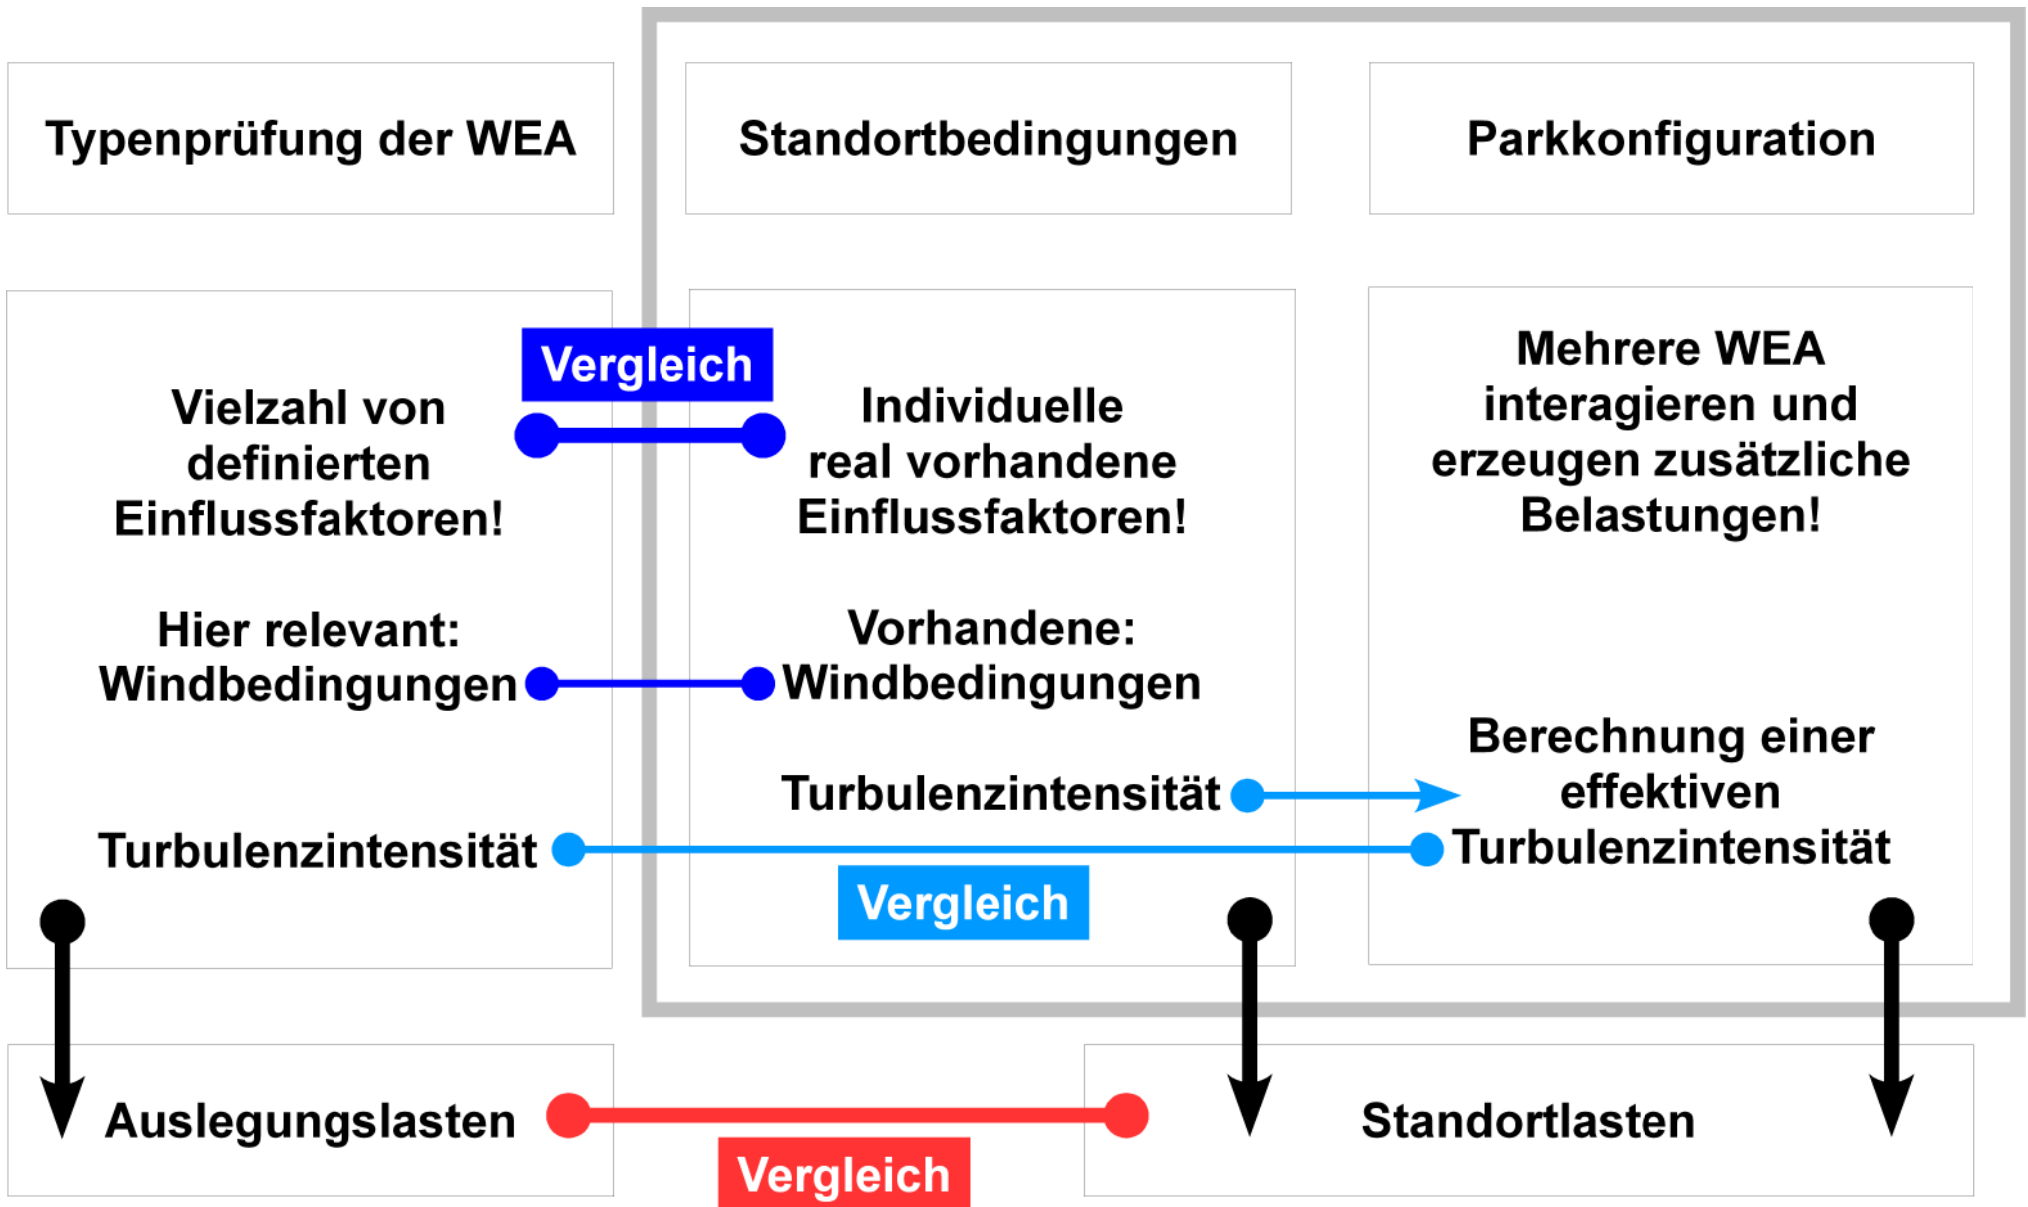 Typenprüfung der WEA
Standortbedingungen
Parkkonfiguration
Vielzahl von
definierten
Einflussfaktoren!
Hier relevant:
Windbedingungen
Turbulenzintensität
Vergleich
Individuelle
real vorhandene
Einflussfaktoren!
Vorhandene:
Windbedingungen
Turbulenzintensität
Vergleich
Mehrere WEA
interagieren und
erzeugen zusätzliche
Belastungen!
Berechnung einer
effektiven
Turbulenzintensität
Auslegungslasten
Vergleich
Standortlasten